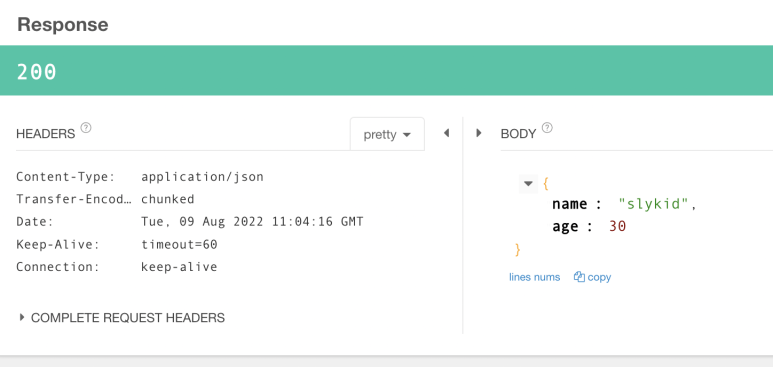 Response
200
HEADERS ?
pretty
Content-Type: application/json
Transfer-Encod… chunked
Date: Tue, 09 Aug 2022 11:04:16 GMT
Keep-Alive: timeout=60
Connection: keep-alive
COMPLETE REQUEST HEADERS
BODY ?
{
name : "slykid",
age : 30
}
lines nums copy